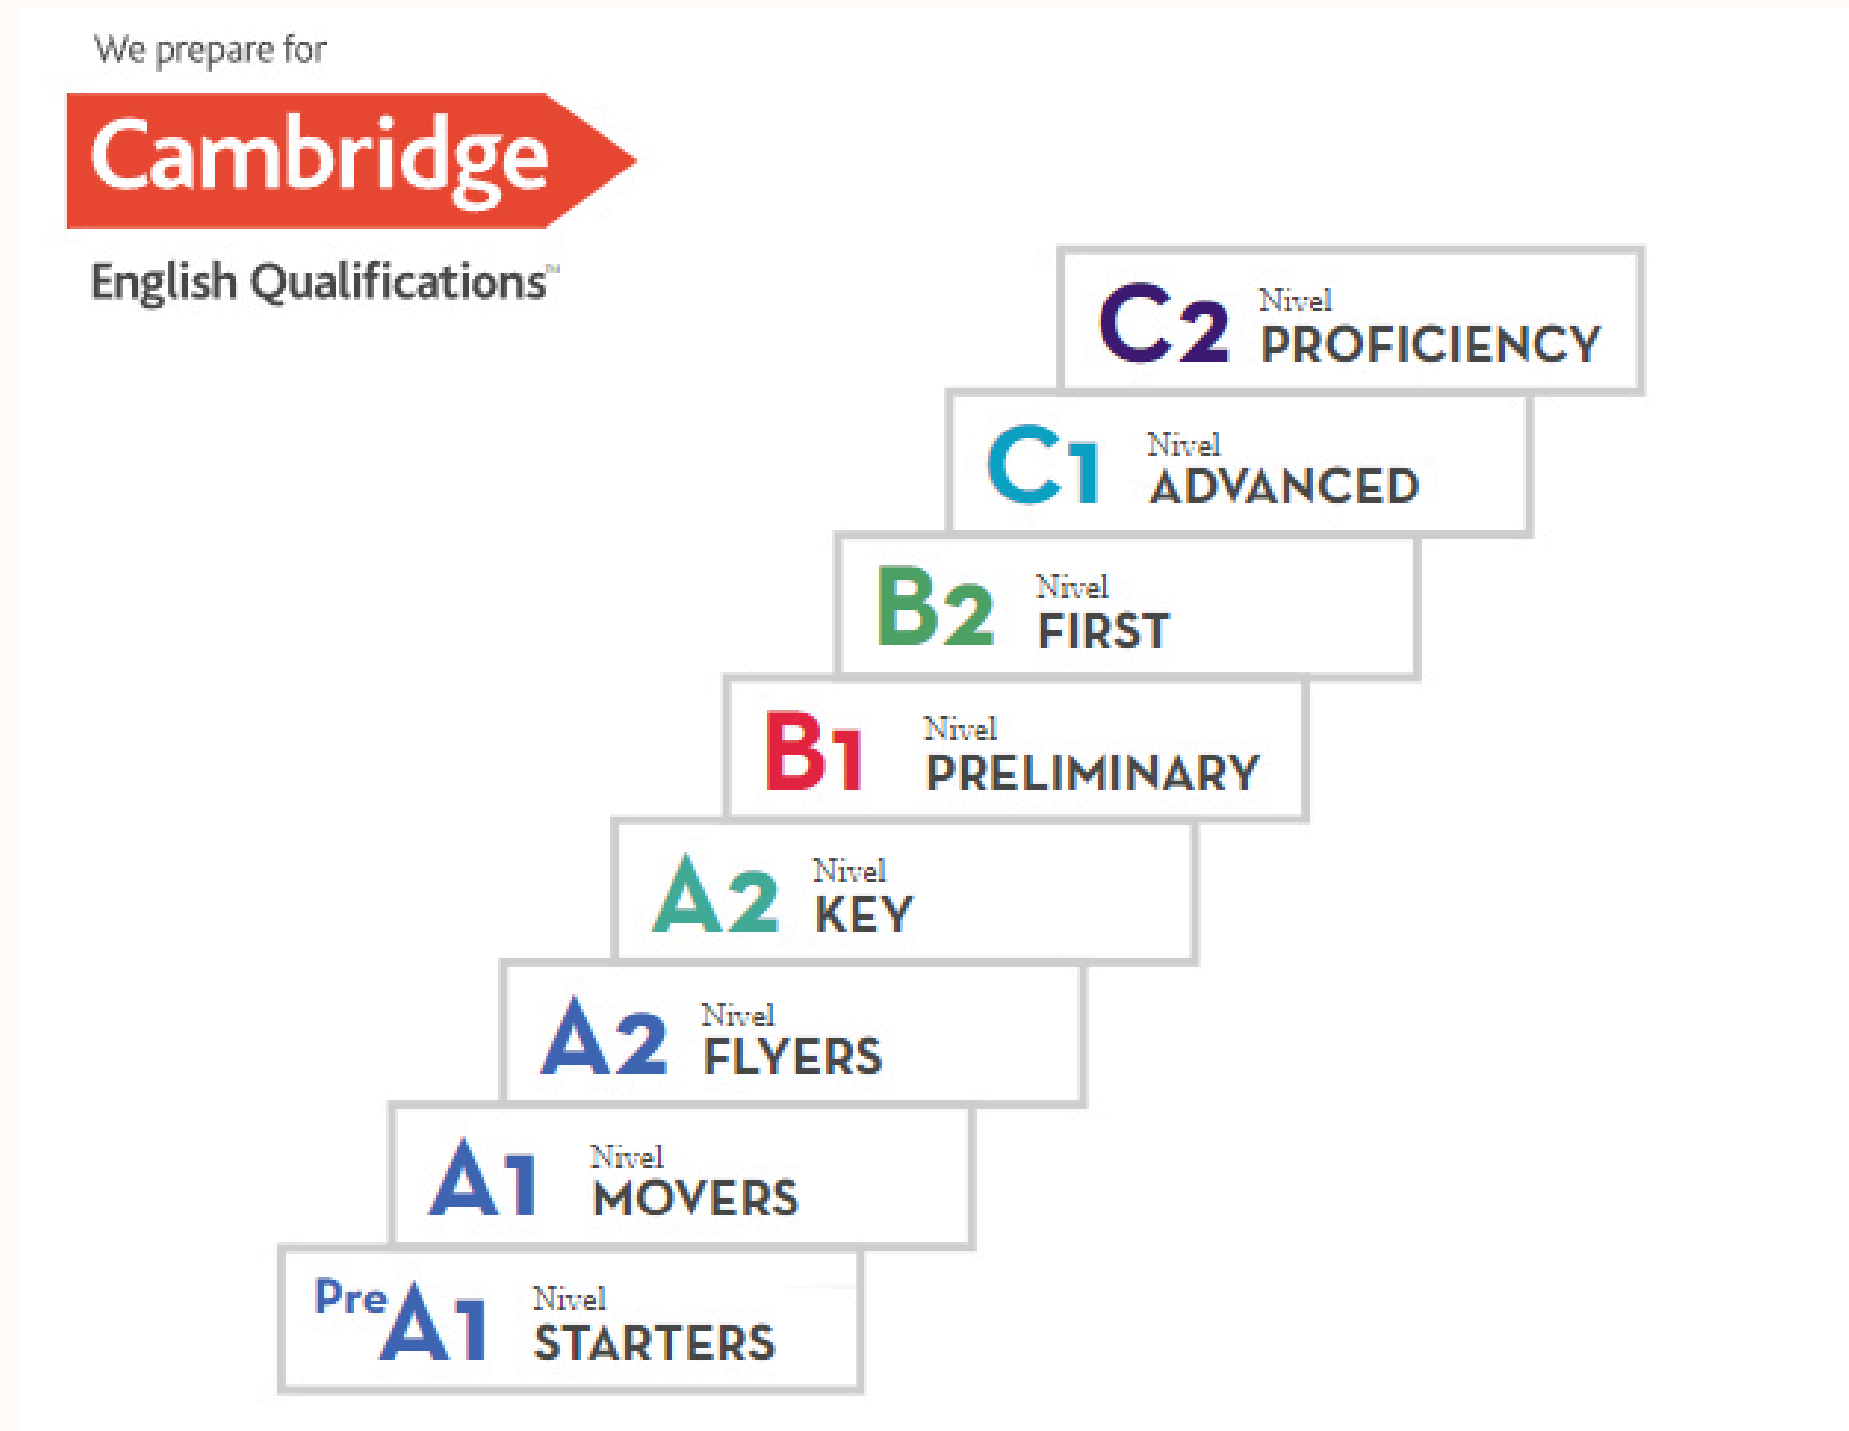 We prepare for
Cambridge
English Qualifications™
C2 Nivel
PROFICIENCY
C1 Nivel
ADVANCED
B2 Nivel
FIRST
B1 Nivel
PRELIMINARY
A2 Nivel
KEY
A2 Nivel
FLYERS
A1 Nivel
MOVERS
Pre A1 Nivel
STARTERS